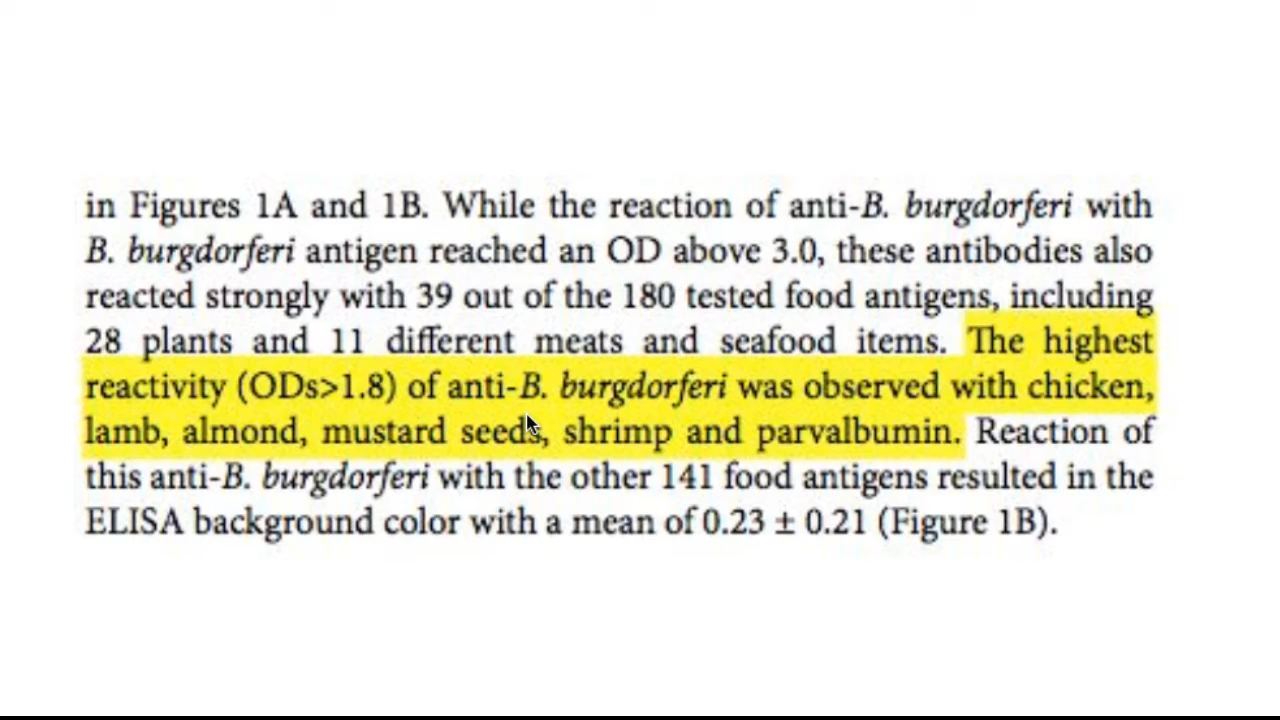 in Figures 1A and 1B. While the reaction of anti-B. burgdorferi with
B. burgdorferi antigen reached an OD above 3.0, these antibodies also
reacted strongly with 39 out of the 180 tested food antigens, including
28 plants and 11 different meats and seafood items. The highest
reactivity (ODs>1.8) of anti-B. burgdorferi was observed with chicken,
lamb, almond, mustard seeds, shrimp and parvalbumin. Reaction of
this anti-B. burgdorferi with the other 141 food antigens resulted in the
ELISA background color with a mean of 0.23 ± 0.21 (Figure 1B).